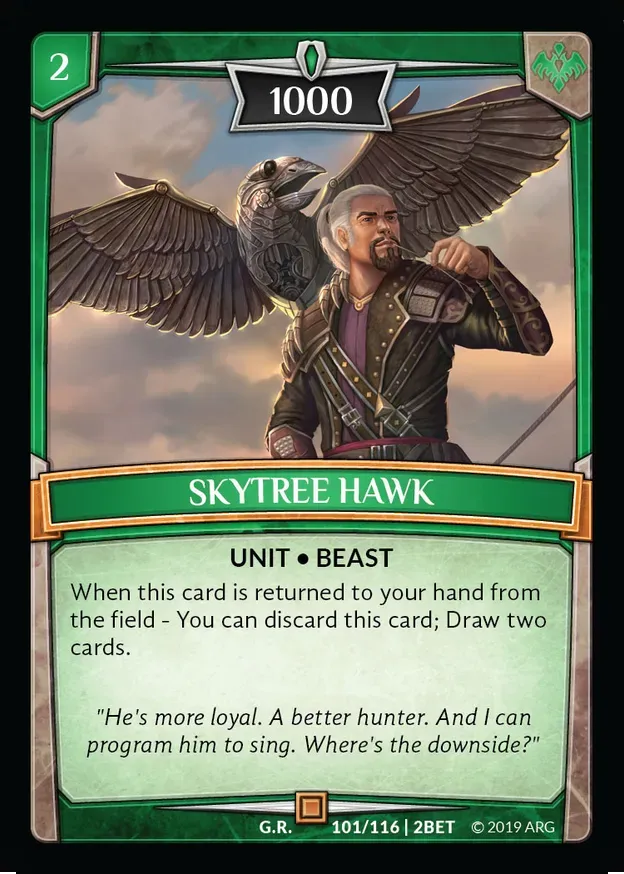 2
1000
SKYTREE HAWK
UNIT • BEAST
When this card is returned to your hand from
the field - You can discard this card; Draw two
cards.
"He's more loyal. A better hunter. And I can
program him to sing. Where's the downside?"
G.R. 101/116 | 2BET © 2019 ARG